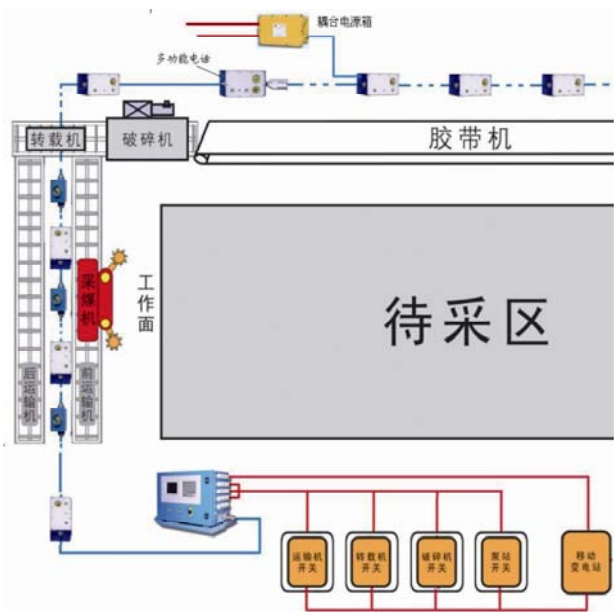 耦合电源箱
多功能电话
转载机
破碎机
胶带机
采煤机
工作面
待采区
后运输机
前运输机
运输机
开关
转载机
开关
破碎机
开关
泵站
开关
移动
变电站